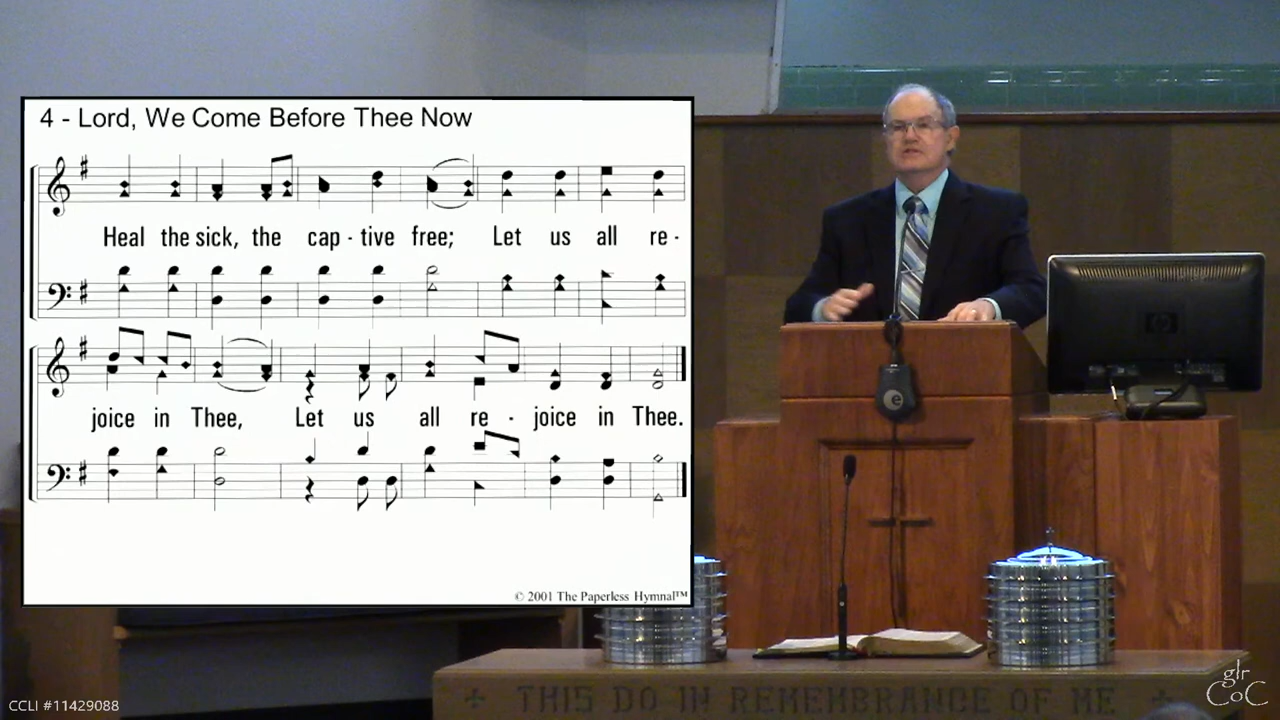 4 - Lord, We Come Before Thee Now
Heal the sick, the cap - tive free; Let us all re -
joice in Thee, Let us all re - joice in Thee.
© 2001 The Paperless Hymnal™
THIS DO IN REMEMBRANCE OF ME
CCLI #11429088
glr
CoC
hp
e